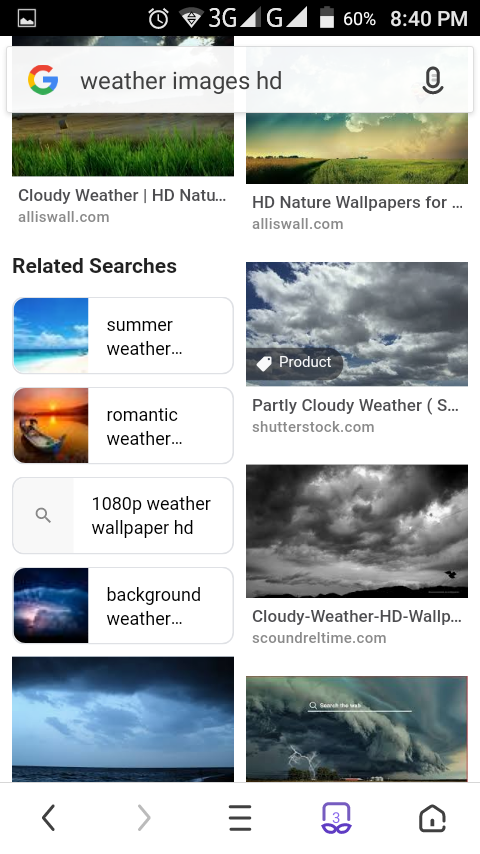 3G G 60% 8:40 PM
weather images hd
Cloudy Weather | HD Natu...
alliswall.com
HD Nature Wallpapers for ...
alliswall.com
Related Searches
summer
weather...
romantic
weather...
1080p weather
wallpaper hd
background
weather...
Product
Partly Cloudy Weather ( S...
shutterstock.com
Cloudy-Weather-HD-Wallp...
scoundreltime.com
Search the web
3